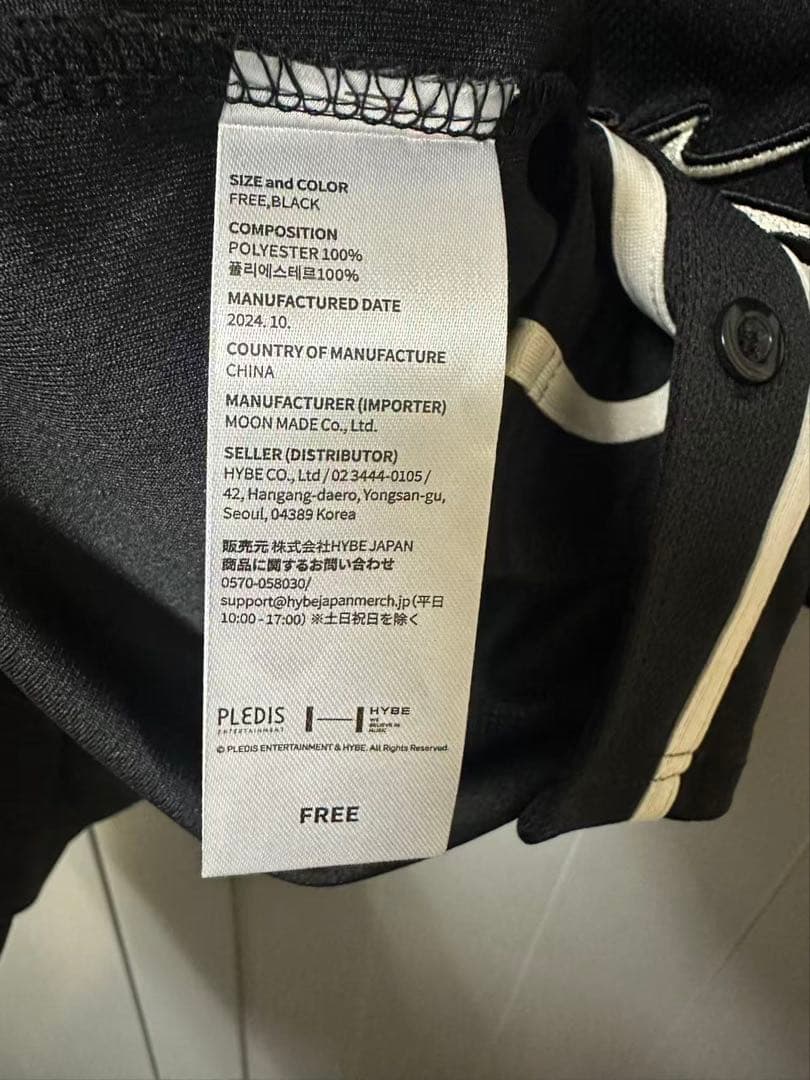 SIZE and COLOR
FREE,BLACK
COMPOSITION
POLYESTER 100%
폴리에스테르100%
MANUFACTURED DATE
2024. 10.
COUNTRY OF MANUFACTURE
CHINA
MANUFACTURER (IMPORTER)
MOON MADE Co., Ltd.
SELLER (DISTRIBUTOR)
HYBE CO., Ltd / 02 3444-0105 /
42, Hangang-daero, Yongsan-gu,
Seoul, 04389 Korea
販売元 株式会社HYBE JAPAN
商品に関するお問い合わせ
0570-058030/
support@hybejapanmerch.jp (平日
10:00 - 17:00) ※土日祝日を除く
PLEDIS
ENTERTAINMENT
HYBE
WE
BELIEVE IN
MUSIC
© PLEDIS ENTERTAINMENT & HYBE. All Rights Reserved.
FREE